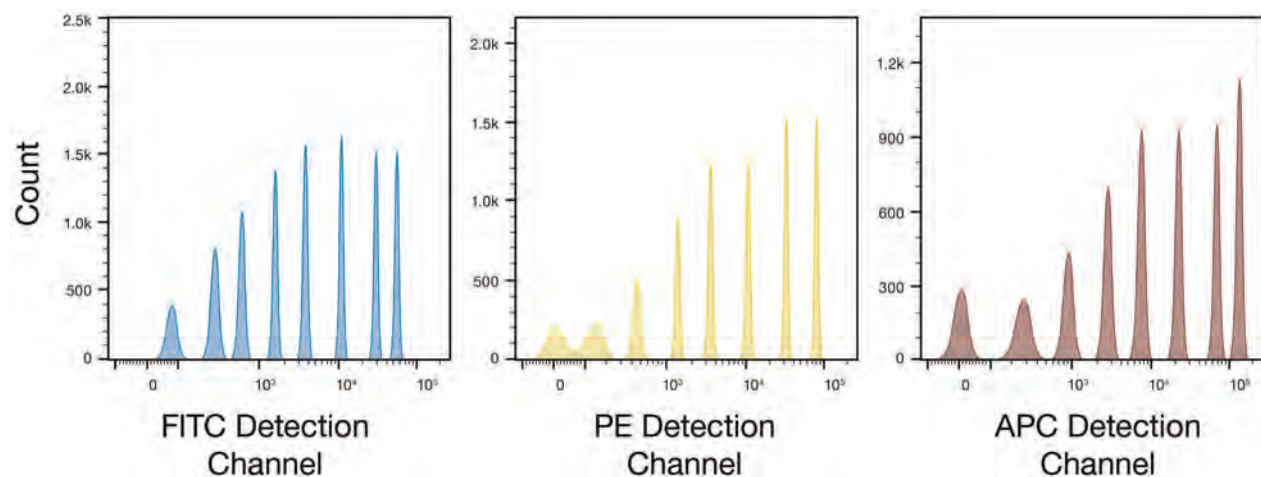 Count
2.5k
2.0k
1.5k
1.0k
500
0
0 10³ 10⁴ 10⁵
FITC Detection
Channel
2.0k
1.5k
1.0k
500
0
0 10³ 10⁴ 10⁵
PE Detection
Channel
1.2k
900
600
300
0
0 10³ 10⁴ 10⁵
APC Detection
Channel